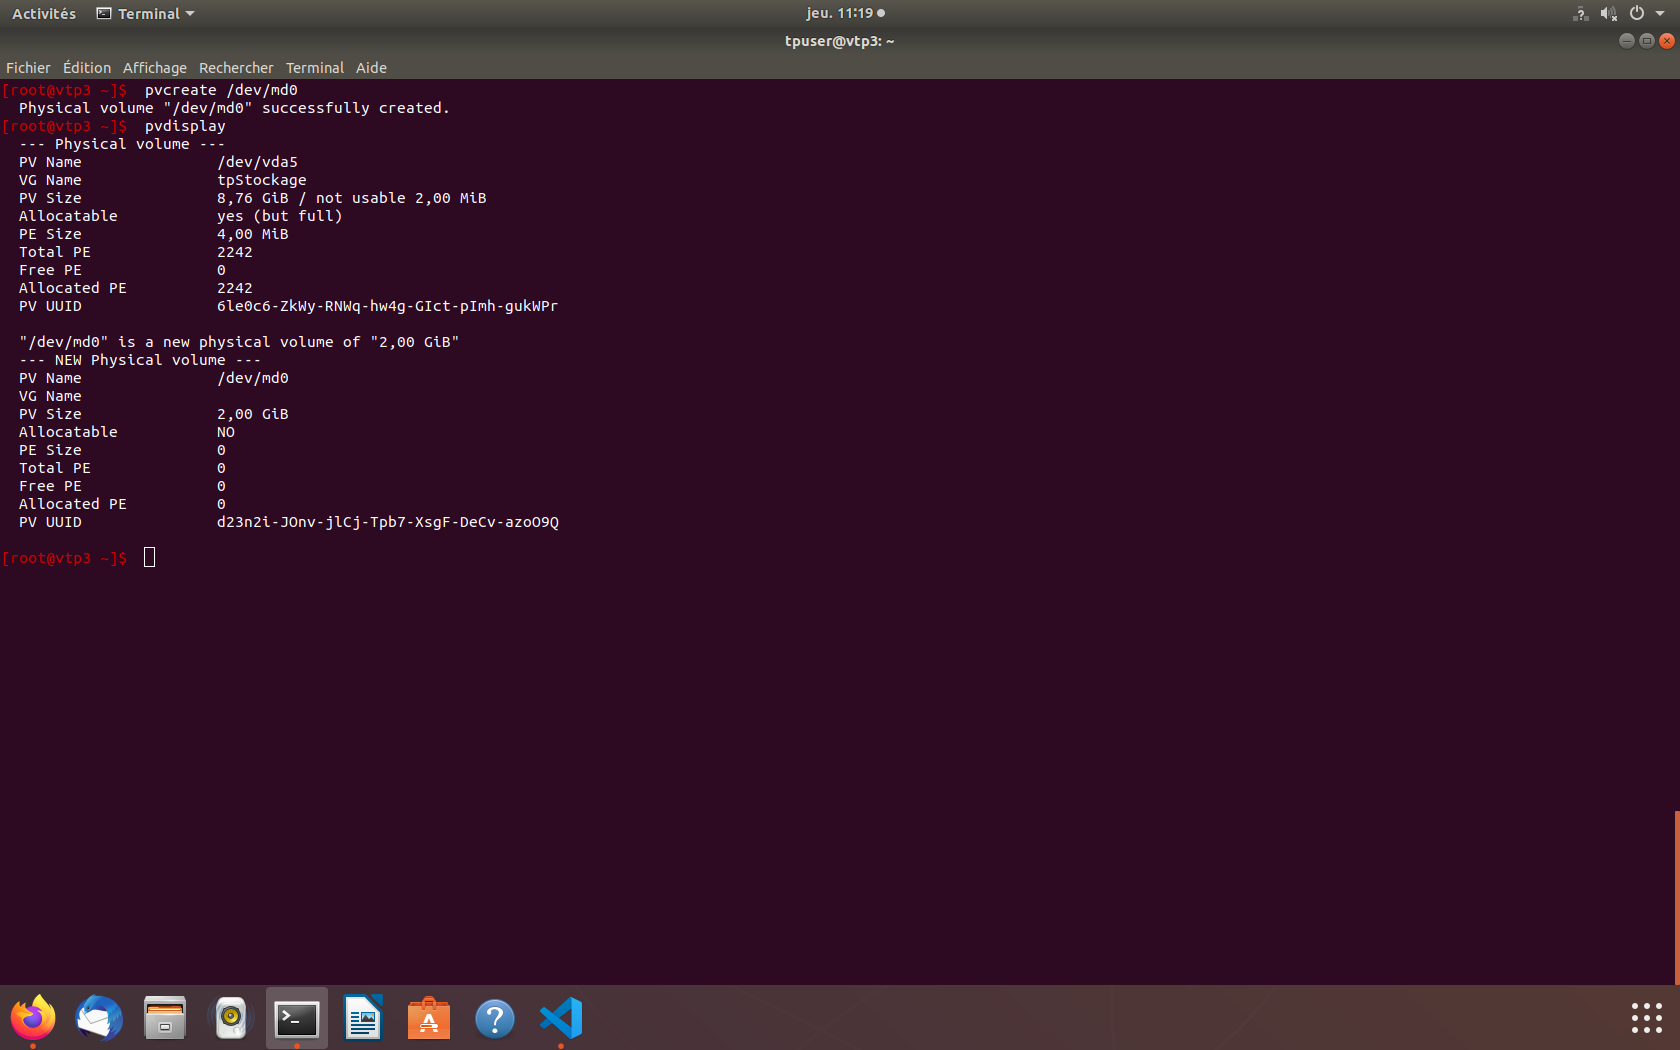 Activités Terminal jeu. 11:19
tpuser@vtp3: ~
Fichier Édition Affichage Rechercher Terminal Aide
[root@vtp3 ~]$ pvcreate /dev/md0
Physical volume "/dev/md0" successfully created.
[root@vtp3 ~]$ pvdisplay
--- Physical volume ---
PV Name /dev/vda5
VG Name tpStockage
PV Size 8,76 GiB / not usable 2,00 MiB
Allocatable yes (but full)
PE Size 4,00 MiB
Total PE 2242
Free PE 0
Allocated PE 2242
PV UUID 6le0c6-ZkWy-RNWq-hw4g-GIct-pImh-gukWPr
"/dev/md0" is a new physical volume of "2,00 GiB"
--- NEW Physical volume ---
PV Name /dev/md0
VG Name
PV Size 2,00 GiB
Allocatable NO
PE Size 0
Total PE 0
Free PE 0
Allocated PE 0
PV UUID d23n2i-JOnv-jlCj-Tpb7-XsgF-DeCv-azoO9Q
[root@vtp3 ~]$